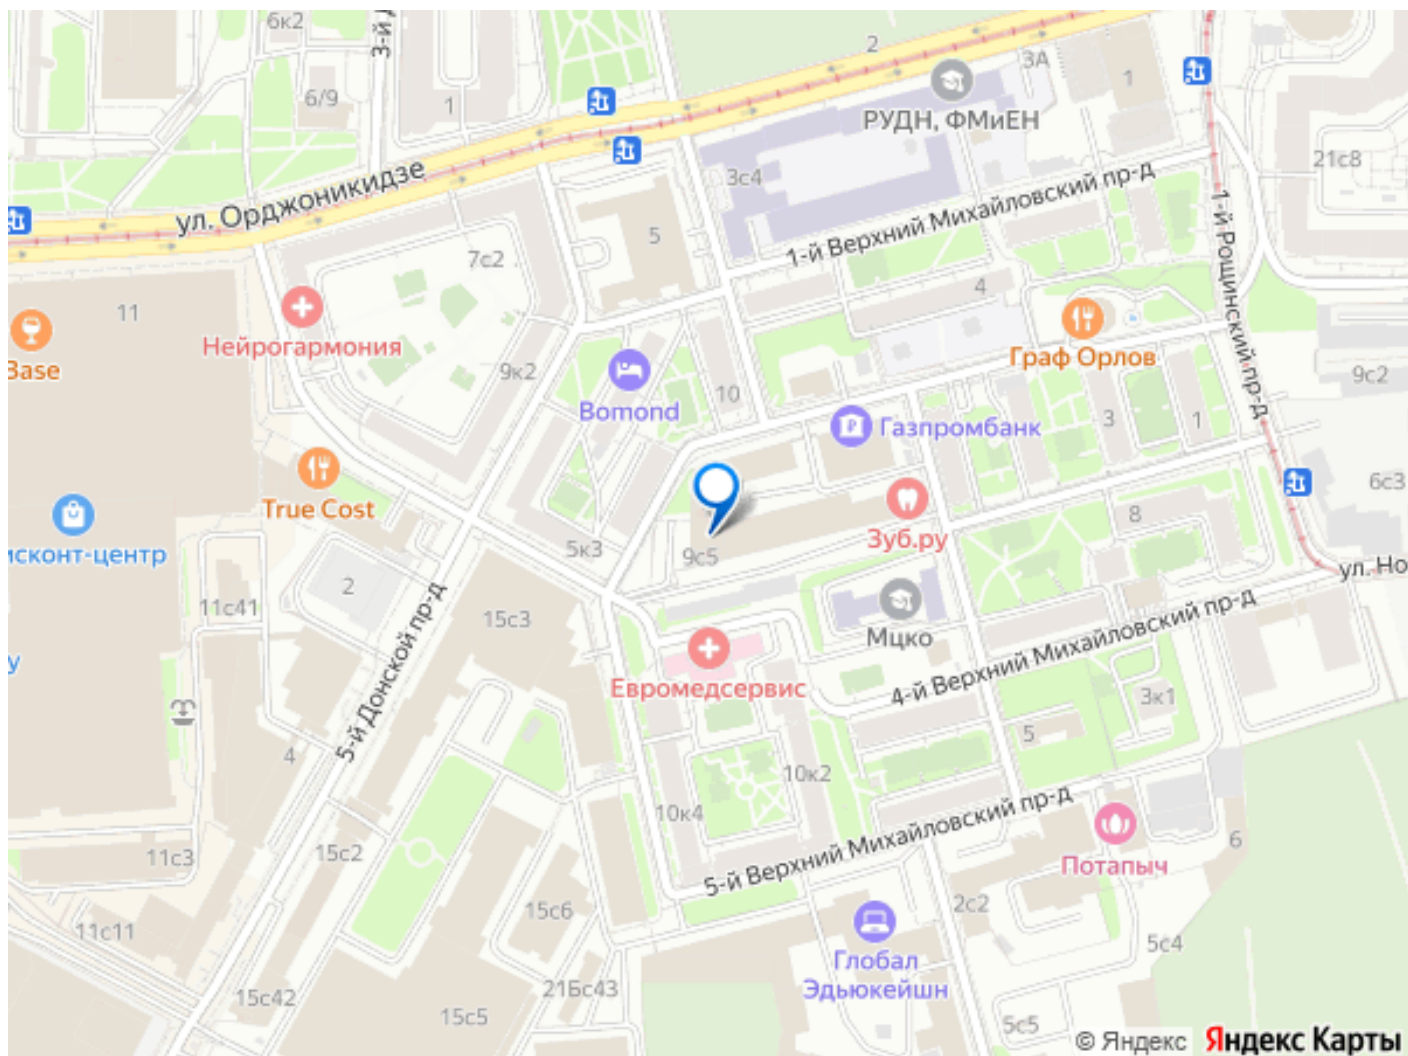 6к2
3-й
6/9
1
2
3А
1
РУДН, ФМиЕН
21с8
ул. Орджоникидзе
3с4
1-й Верхний Михайловский пр-д
1-й Рощинский пр-д
5
7с2
4
11
Base
Нейрогармония
Граф Орлов
9к2
Bomond
10
9с2
3
1
Газпромбанк
True Cost
6с3
Зуб.ру
8
исконт-центр
5к3
9с5
ул. Но
2
11с41
15с3
Мцко
у
5-й Донской пр-д
Евромедсервис
4-й Верхний Михайловский пр-д
3к1
5
4
10к2
10к4
5-й Верхний Михайловский пр-д
11с3
15с2
Потапыч
6
15с6
2с2
11с11
5с4
Глобал
Эдьюкейшн
15с42
21Бс43
15с5
5с5
© Яндекс Яндекс Карты